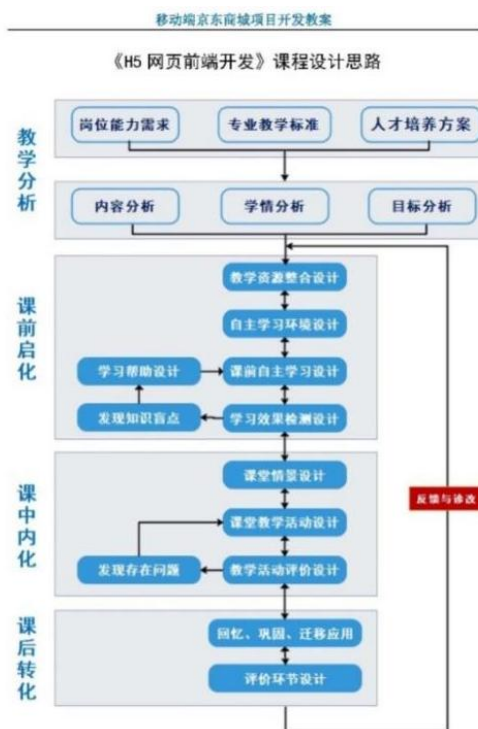 移动端京东商城项目开发教案
《H5 网页前端开发》课程设计思路
教学分析
岗位能力需求
专业教学标准
人才培养方案
内容分析
学情分析
目标分析
课前启化
教学资源整合设计
自主学习环境设计
学习帮助设计
课前自主学习设计
发现知识盲点
学习效果检测设计
课中内化
课堂情景设计
反馈与诊改
课堂教学活动设计
发现存在问题
教学活动评价设计
课后转化
回忆、巩固、迁移应用
评价环节设计